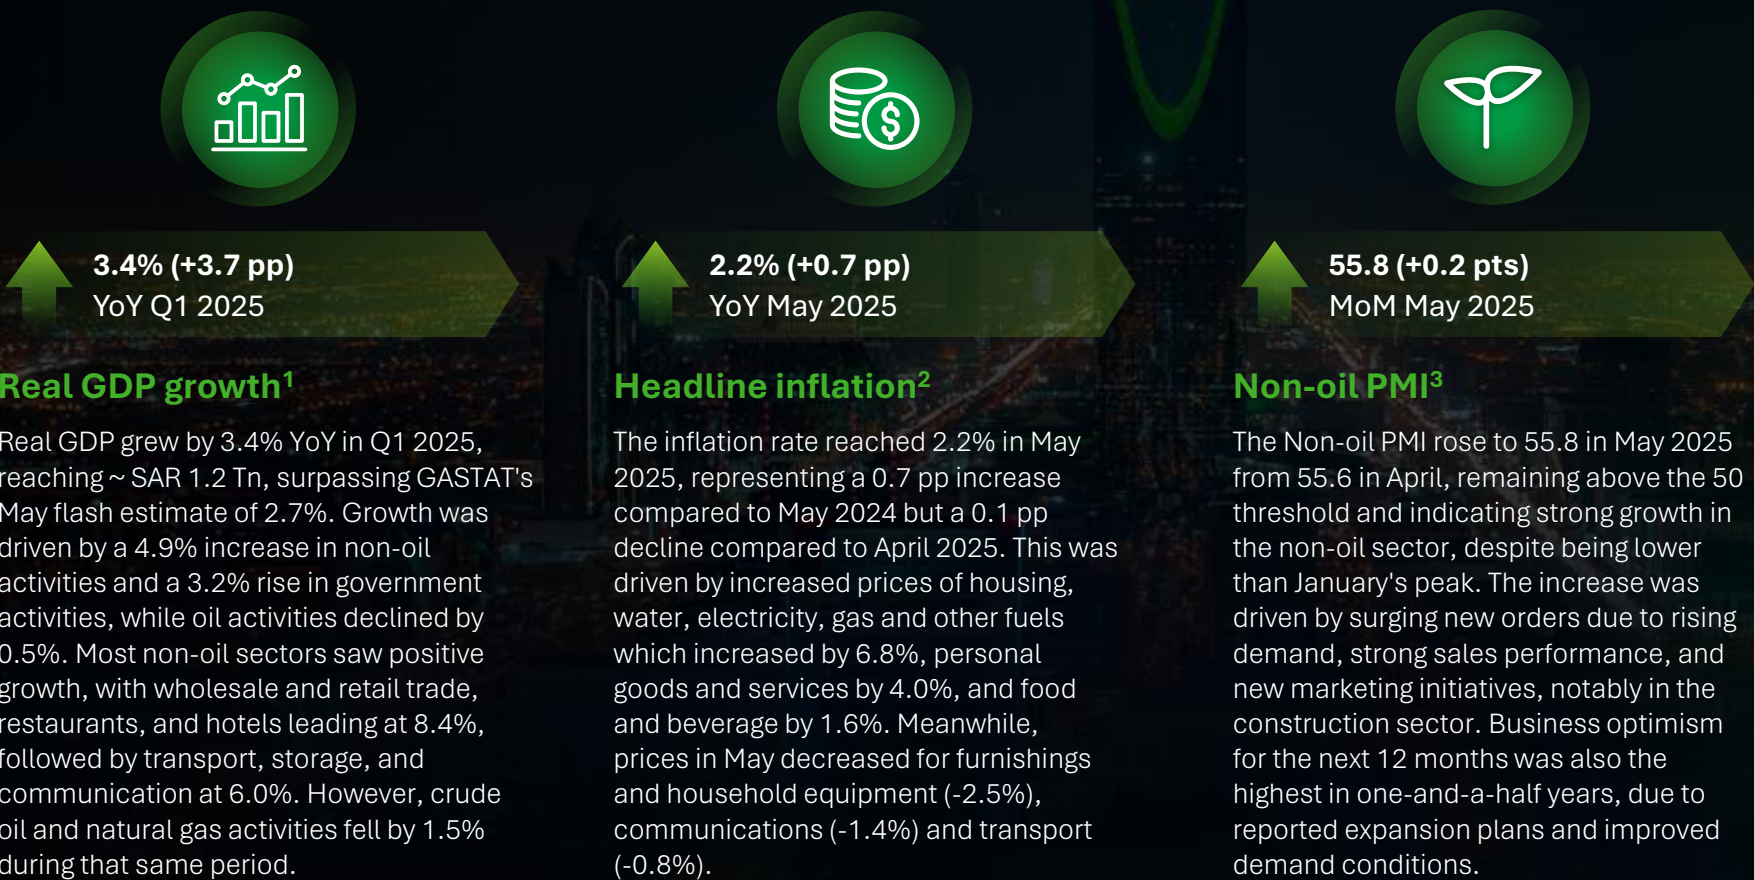 3.4% (+3.7 pp)
YoY Q1 2025
Real GDP growth¹
Real GDP grew by 3.4% YoY in Q1 2025,
reaching ~ SAR 1.2 Tn, surpassing GASTAT's
May flash estimate of 2.7%. Growth was
driven by a 4.9% increase in non-oil
activities and a 3.2% rise in government
activities, while oil activities declined by
0.5%. Most non-oil sectors saw positive
growth, with wholesale and retail trade,
restaurants, and hotels leading at 8.4%,
followed by transport, storage, and
communication at 6.0%. However, crude
oil and natural gas activities fell by 1.5%
during that same period.
$
2.2% (+0.7 pp)
YoY May 2025
Headline inflation²
The inflation rate reached 2.2% in May
2025, representing a 0.7 pp increase
compared to May 2024 but a 0.1 pp
decline compared to April 2025. This was
driven by increased prices of housing,
water, electricity, gas and other fuels
which increased by 6.8%, personal
goods and services by 4.0%, and food
and beverage by 1.6%. Meanwhile,
prices in May decreased for furnishings
and household equipment (-2.5%),
communications (-1.4%) and transport
(-0.8%).
55.8 (+0.2 pts)
MoM May 2025
Non-oil PMI³
The Non-oil PMI rose to 55.8 in May 2025
from 55.6 in April, remaining above the 50
threshold and indicating strong growth in
the non-oil sector, despite being lower
than January's peak. The increase was
driven by surging new orders due to rising
demand, strong sales performance, and
new marketing initiatives, notably in the
construction sector. Business optimism
for the next 12 months was also the
highest in one-and-a-half years, due to
reported expansion plans and improved
demand conditions.